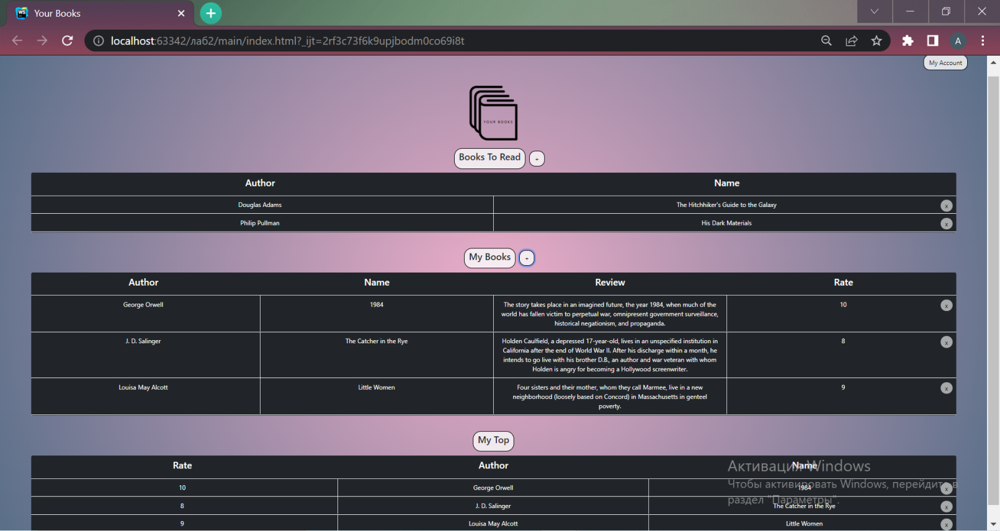 Your Books
localhost:63342/лаб2/main/index.html?_ijt=2rf3c73f6k9upjbodm0co69i8t
A
My Account
YOUR BOOKS
Books To Read +
Author Name
Douglas Adams The Hitchhiker's Guide to the Galaxy x
Philip Pullman His Dark Materials x
My Books +
Author Name Review Rate
George Orwell 1984 The story takes place in an imagined future, the year 1984, when much of the 10 x
world has fallen victim to perpetual war, omnipresent government surveillance,
historical negationism, and propaganda.
J. D. Salinger The Catcher in the Rye Holden Caulfield, a depressed 17-year-old, lives in an unspecified institution in 8 x
California after the end of World War II. After his discharge within a month, he
intends to go live with his brother D.B., an author and war veteran with whom
Holden is angry for becoming a Hollywood screenwriter.
Louisa May Alcott Little Women Four sisters and their mother, whom they call Marmee, live in a new 9 x
neighborhood (loosely based on Concord) in Massachusetts in genteel
poverty.
My Top
Rate Author Name
10 George Orwell 1984 x
8 J. D. Salinger The Catcher in the Rye x
9 Louisa May Alcott Little Women x
Активация Windows
Чтобы активировать Windows, перейдите в
раздел "Параметры".